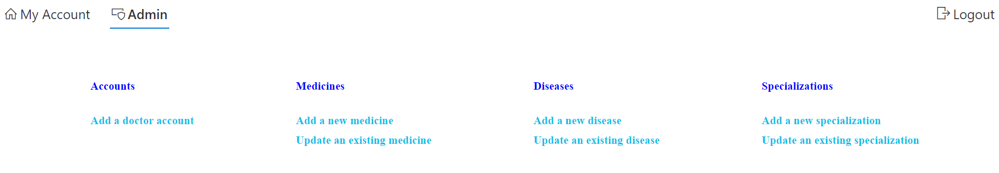 My Account Admin Logout
Accounts Medicines Diseases Specializations
Add a doctor account Add a new medicine Add a new disease Add a new specialization
Update an existing medicine Update an existing disease Update an existing specialization